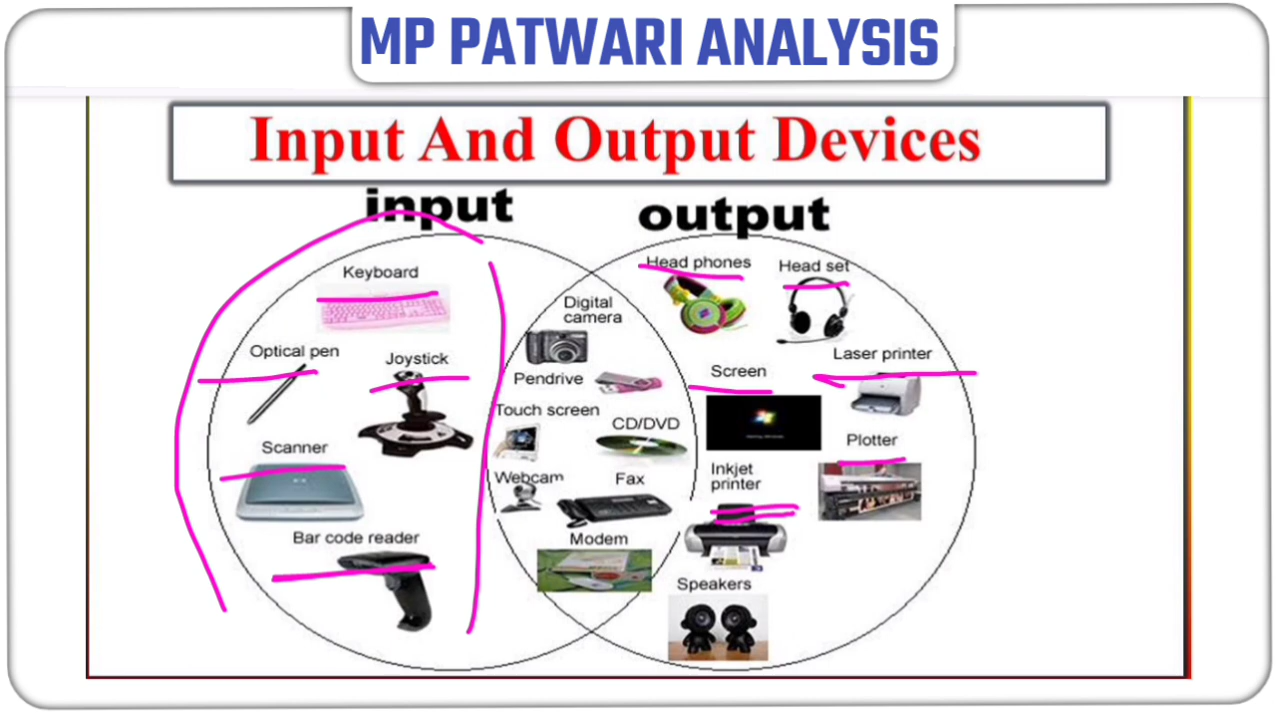 MP PATWARI ANALYSIS
Input And Output Devices
input
output
Keyboard
Optical pen
Joystick
Scanner
Bar code reader
Digital
camera
Pendrive
Touch screen
CD/DVD
Webcam
Fax
Modem
Head phones
Head set
Screen
Laser printer
Plotter
Inkjet
printer
Speakers